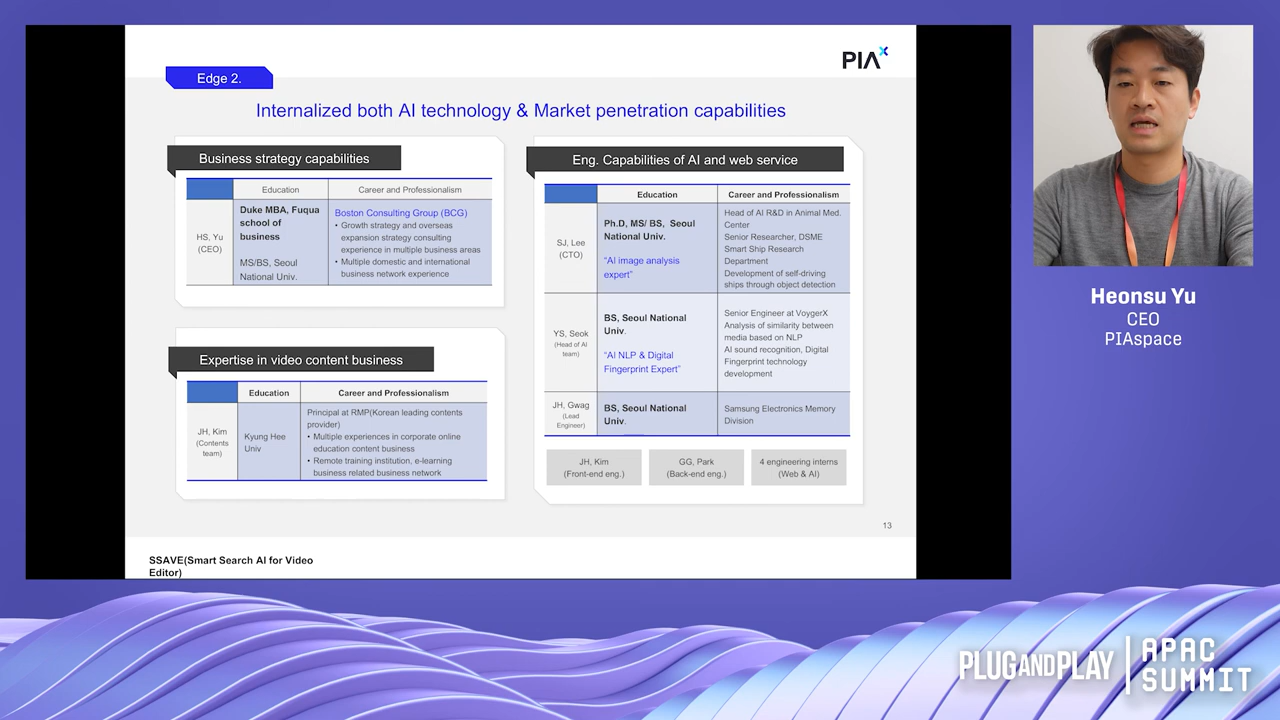 PIA
Edge 2.
Internalized both AI technology & Market penetration capabilities
Business strategy capabilities
Education
Career and Professionalism
HS, Yu
(CEO)
Duke MBA, Fuqua
school of
business
MS/BS, Seoul
National Univ.
Boston Consulting Group (BCG)
• Growth strategy and overseas
expansion strategy consulting
experience in multiple business areas
• Multiple domestic and international
business network experience
Expertise in video content business
Education
Career and Professionalism
JH, Kim
(Contents
team)
Kyung Hee
Univ
Principal at RMP(Korean leading contents
provider)
• Multiple experiences in corporate online
education content business
• Remote training institution, e-learning
business related business network
Eng. Capabilities of AI and web service
Education
Career and Professionalism
SJ, Lee
(CTO)
Ph.D, MS/ BS, Seoul
National Univ.
“AI image analysis
expert”
Head of AI R&D in Animal Med.
Center
Senior Researcher, DSME
Smart Ship Research
Department
Development of self-driving
ships through object detection
YS, Seok
(Head of AI
team)
BS, Seoul National
Univ.
“AI NLP & Digital
Fingerprint Expert”
Senior Engineer at VoygerX
Analysis of similarity between
media based on NLP
AI sound recognition, Digital
Fingerprint technology
development
JH, Gwag
(Lead
Engineer)
BS, Seoul National
Univ.
Samsung Electronics Memory
Division
JH, Kim
(Front-end eng.)
GG, Park
(Back-end eng.)
4 engineering interns
(Web & AI)
13
SSAVE(Smart Search AI for Video
Editor)
Heonsu Yu
CEO
PIAspace
PLUGANDPLAY
APAC
SUMMIT